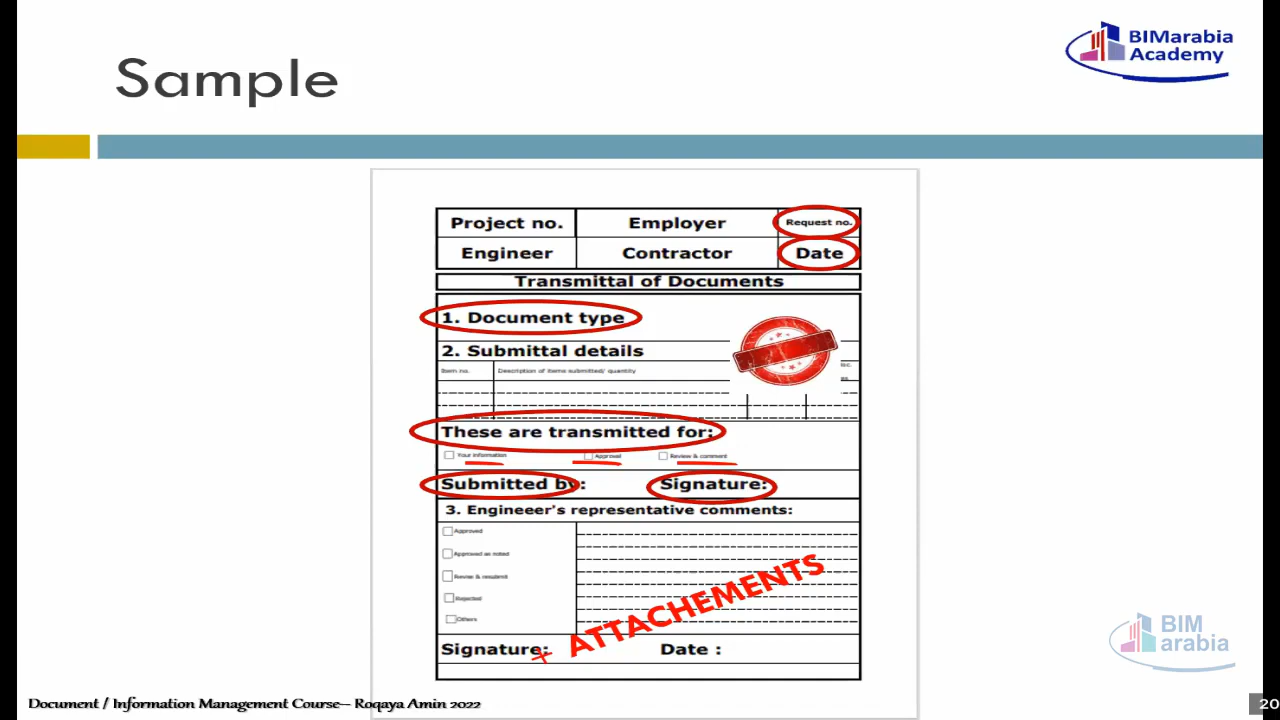 Sample
BIMarabia
Academy
Project no. Employer Request no.
Engineer Contractor Date
Transmittal of Documents
1. Document type
2. Submittal details
Item no. Description of items submitted/ quantity
These are transmitted for:
Your information Approval Review & comment
Submitted by: Signature:
3. Engineeer's representative comments:
Approved
Approved as noted
Revise & resubmit
Rejected
Others
+ ATTACHEMENTS
Signature: Date :
BIM
arabia
Document / Information Management Course-- Roqaya Amin 2022
20